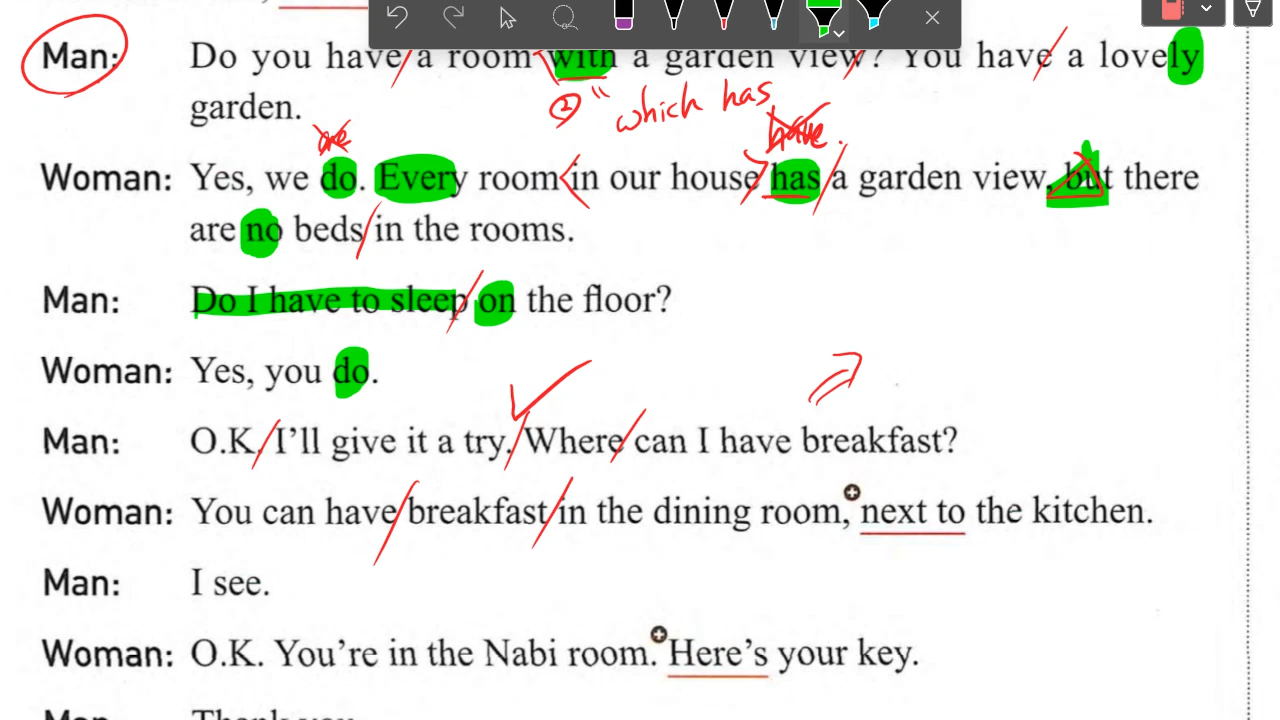 Man: Do you have a room with a garden view? You have a lovely
② " which has
garden.
are
have.
Woman: Yes, we do. Every room in our house has a garden view, but there
are no beds in the rooms.
Man: Do I have to sleep on the floor?
Woman: Yes, you do.
Man: O.K. I'll give it a try. Where can I have breakfast?
Woman: You can have breakfast in the dining room, next to the kitchen.
Man: I see.
Woman: O.K. You're in the Nabi room. Here's your key.
Man: Thank you.